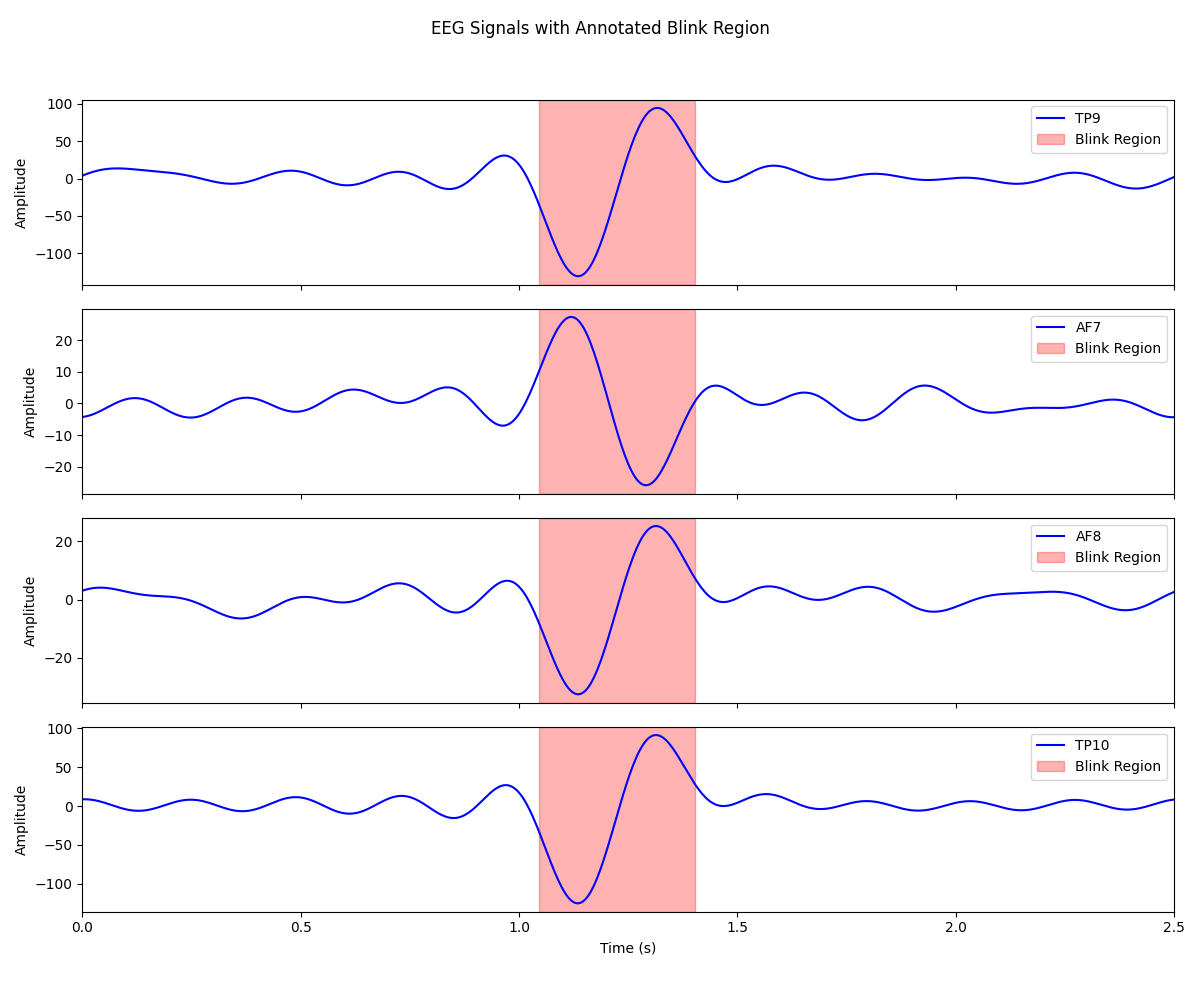 EEG Signals with Annotated Blink Region
100
50
0
−50
−100
Amplitude
TP9
Blink Region
20
10
0
−10
−20
Amplitude
AF7
Blink Region
20
0
−20
Amplitude
AF8
Blink Region
100
50
0
−50
−100
Amplitude
TP10
Blink Region
0.0 0.5 1.0 1.5 2.0 2.5
Time (s)